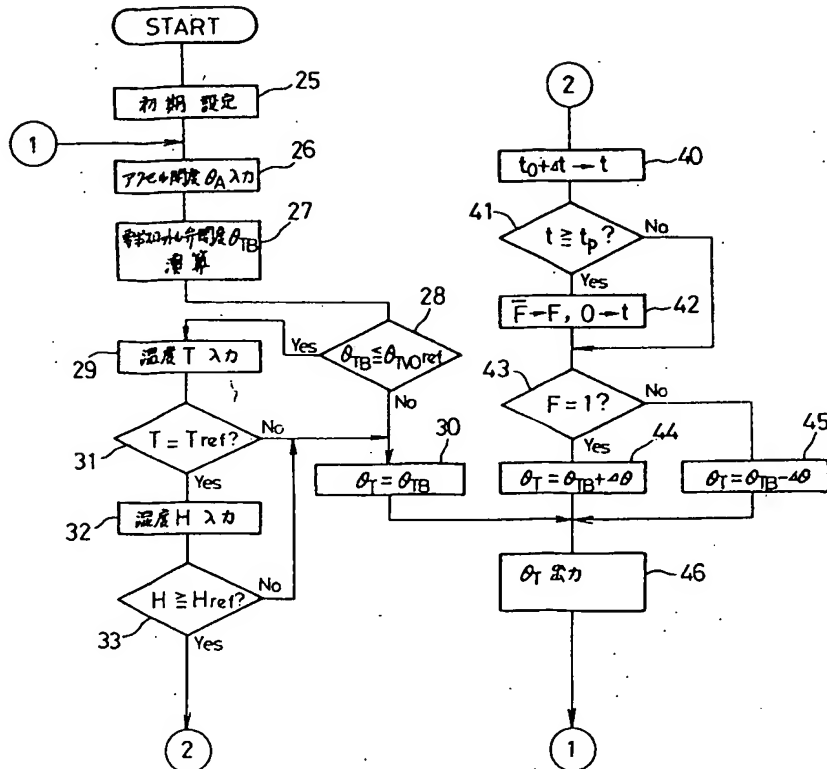 START
25
初期設定
1
26
アクセル開度 θA 入力
27
基本スロットル弁開度 θTB
演算
28
θTB ≦ θTVOref
Yes
No
29
温度 T 入力
31
T = Tref?
No
Yes
30
θT = θTB
32
湿度 H 入力
33
H ≧ Href?
No
Yes
2
2
40
t0+Δt → t
41
t ≧ tp?
No
Yes
42
F̅→F, 0→t
43
F = 1?
No
Yes
44
θT = θTB+Δθ
45
θT = θTB−Δθ
46
θT 出力
1